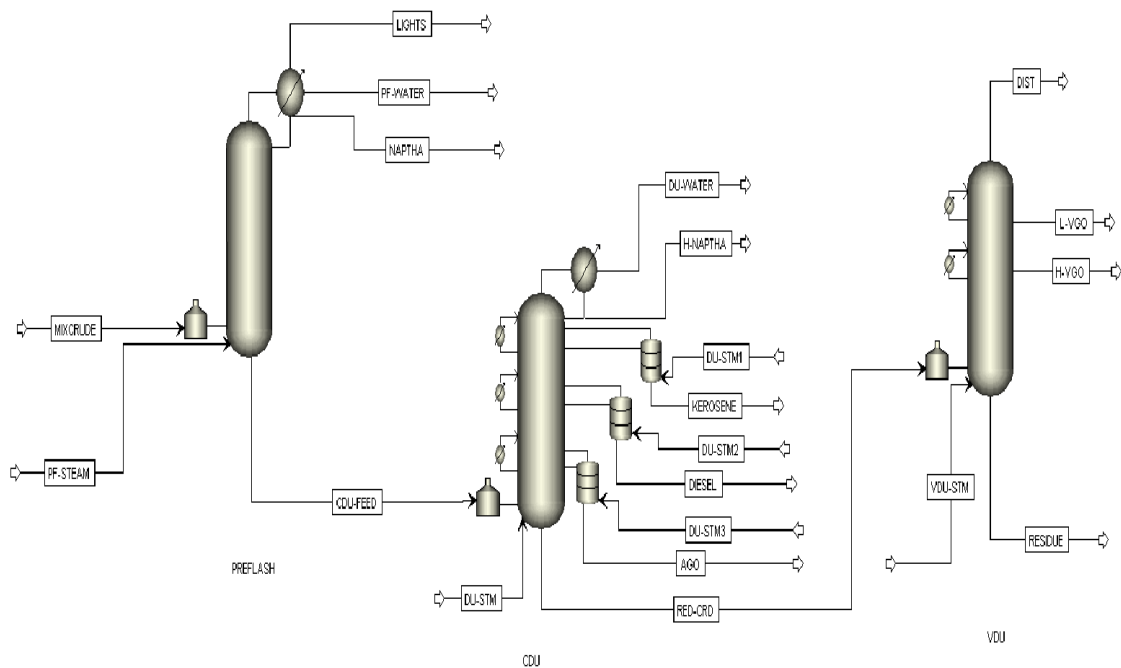 LIGHTS
PF-WATER
NAPTHA
MIXCRUDE
PF-STEAM
CDU-FEED
PREFLASH
DU-WATER
H-NAPTHA
DU-STM1
KEROSENE
DU-STM2
DIESEL
DU-STM3
AGO
DU-STM
RED-CRD
CDU
DIST
L-VGO
H-VGO
VDU-STM
RESIDUE
VDU